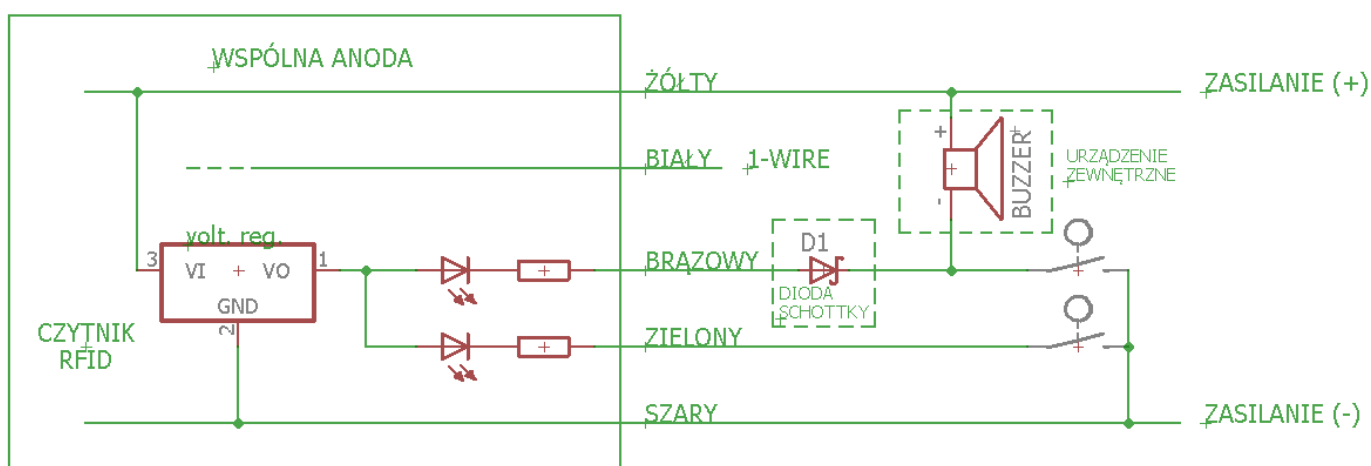 WSPÓLNA ANODA
ŻÓŁTY
ZASILANIE (+)
+
BIAŁY
1-WIRE
BUZZER
URZĄDZENIE
ZEWNĘTRZNE
-
volt. reg.
3
VI
VO
1
GND
2
BRĄZOWY
D1
DIODA
SCHOTTKY
CZYTNIK
RFID
ZIELONY
SZARY
ZASILANIE (-)